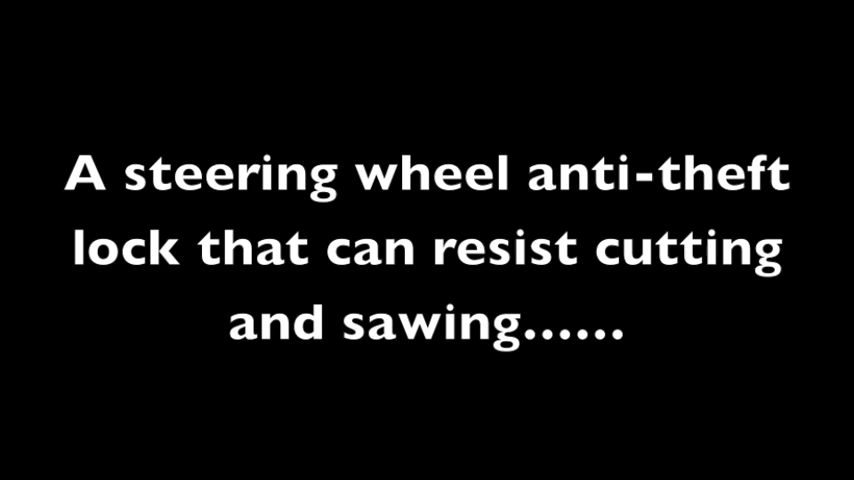 A steering wheel anti-theft
lock that can resist cutting
and sawing......